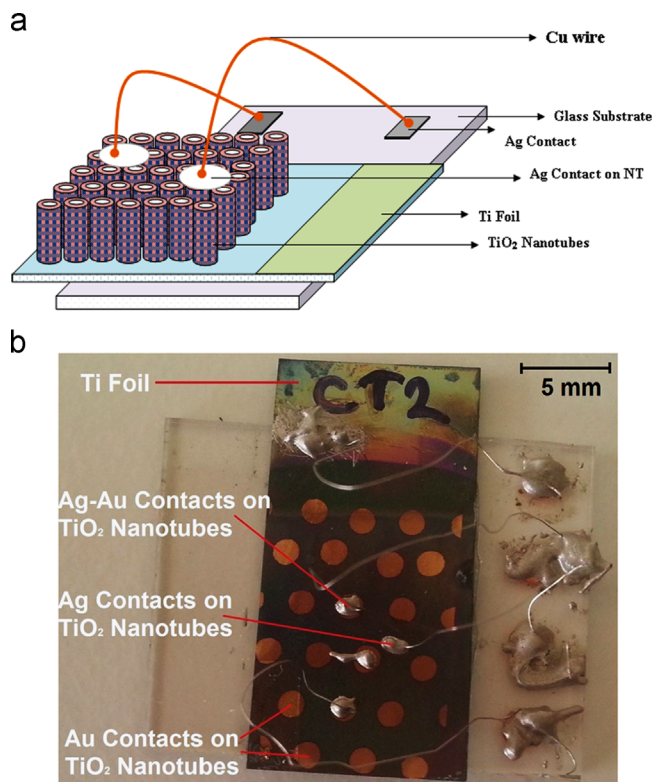 a
Cu wire
Glass Substrate
Ag Contact
Ag Contact on NT
Ti Foil
TiO₂ Nanotubes
b
Ti Foil
CT2
5 mm
Ag-Au Contacts on
TiO₂ Nanotubes
Ag Contacts on
TiO₂ Nanotubes
Au Contacts on
TiO₂ Nanotubes